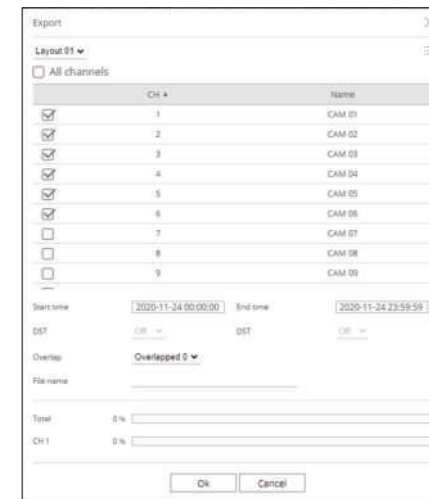 Export
Layout 01
All channels
CH Name
1 CAM 01
2 CAM 02
3 CAM 03
4 CAM 04
5 CAM 05
6 CAM 06
7 CAM 07
8 CAM 08
9 CAM 09
Start time 2020-11-24 00:00:00 End time 2020-11-24 23:59:59
DST Off DST Off
Overlap Overlapped 0
File name
Total 0 %
CH 1 0 %
Ok Cancel